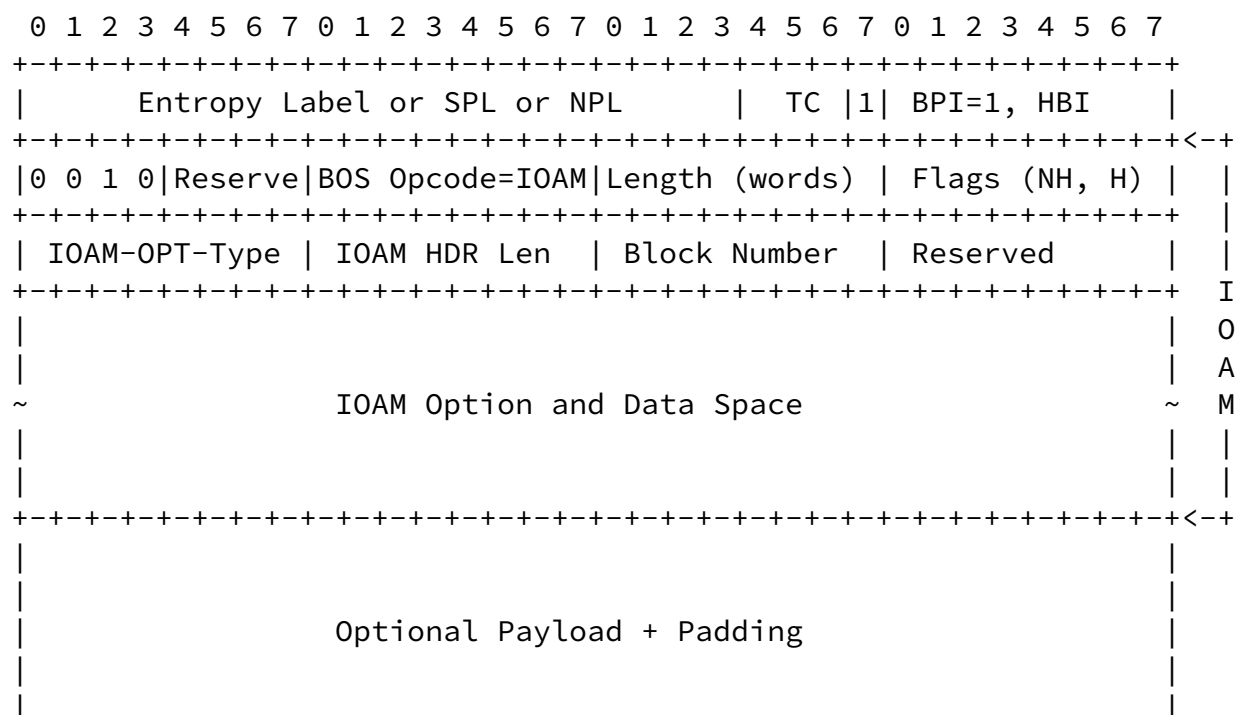 0 1 2 3 4 5 6 7 0 1 2 3 4 5 6 7 0 1 2 3 4 5 6 7 0 1 2 3 4 5 6 7
+-+-+-+-+-+-+-+-+-+-+-+-+-+-+-+-+-+-+-+-+-+-+-+-+-+-+-+-+-+-+-+-+
|      Entropy Label or SPL or NPL      |  TC |1| BPI=1, HBI    |
+-+-+-+-+-+-+-+-+-+-+-+-+-+-+-+-+-+-+-+-+-+-+-+-+-+-+-+-+-+-+-+-+<-+
|0 0 1 0|Reserve|BOS Opcode=IOAM|Length (words) | Flags (NH, H) |  |
+-+-+-+-+-+-+-+-+-+-+-+-+-+-+-+-+-+-+-+-+-+-+-+-+-+-+-+-+-+-+-+-+  |
| IOAM-OPT-Type | IOAM HDR Len  | Block Number  | Reserved      |  |
+-+-+-+-+-+-+-+-+-+-+-+-+-+-+-+-+-+-+-+-+-+-+-+-+-+-+-+-+-+-+-+-+  I
|                                                               |  O
|                                                               |  A
~                 IOAM Option and Data Space                    ~  M
|                                                               |  |
|                                                               |  |
+-+-+-+-+-+-+-+-+-+-+-+-+-+-+-+-+-+-+-+-+-+-+-+-+-+-+-+-+-+-+-+-+<-+
|                                                               |
|                                                               |
|                 Optional Payload + Padding                    |
|                                                               |
|                                                               |